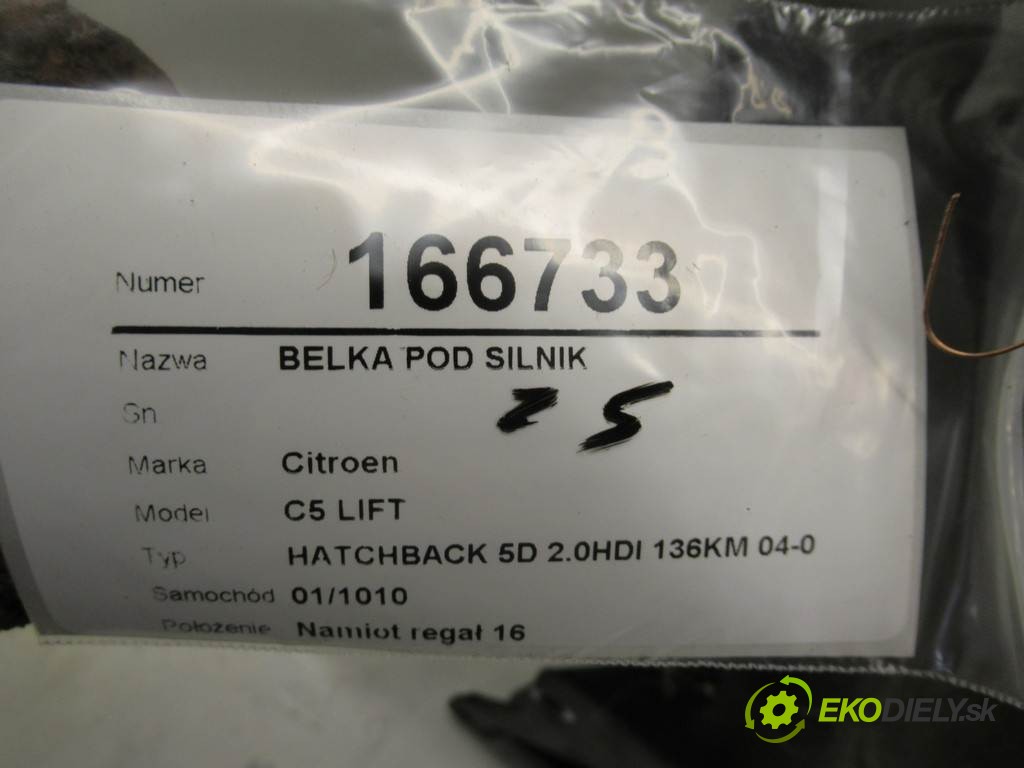 Numer 166733
Nazwa BELKA POD SILNIK
Sn
25
Marka Citroen
Model C5 LIFT
Typ HATCHBACK 5D 2.0HDI 136KM 04-0
Samochód 01/1010
Położenie Namiot regał 16
EKODIELY.sk